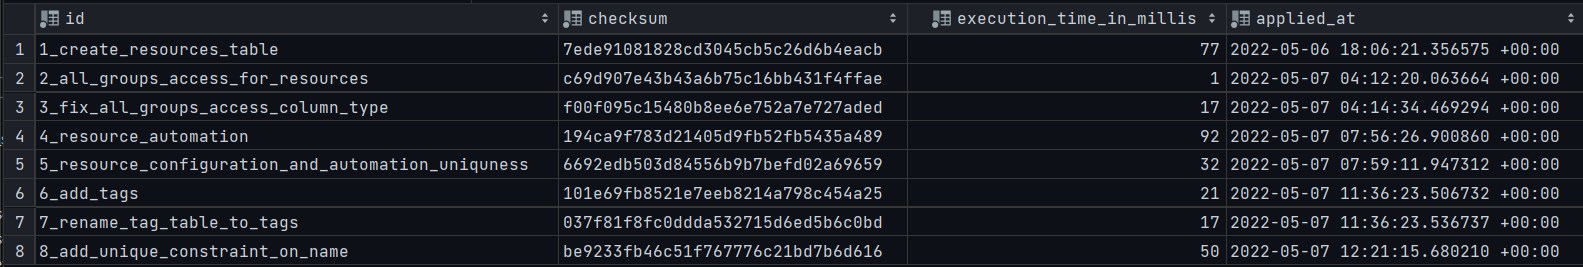 id checksum execution_time_in_millis applied_at
1 1_create_resources_table 7ede91081828cd3045cb5c26d6b4eacb 77 2022-05-06 18:06:21.356575 +00:00
2 2_all_groups_access_for_resources c69d907e43b43a6b75c16bb431f4ffae 1 2022-05-07 04:12:20.063664 +00:00
3 3_fix_all_groups_access_column_type f00f095c15480b8ee6e752a7e727aded 17 2022-05-07 04:14:34.469294 +00:00
4 4_resource_automation 194ca9f783d21405d9fb52fb5435a489 92 2022-05-07 07:56:26.900860 +00:00
5 5_resource_configuration_and_automation_uniquness 6692edb503d84556b9b7befd02a69659 32 2022-05-07 07:59:11.947312 +00:00
6 6_add_tags 101e69fb8521e7eeb8214a798c454a25 21 2022-05-07 11:36:23.506732 +00:00
7 7_rename_tag_table_to_tags 037f81f8fc0ddda532715d6ed5b6c0bd 17 2022-05-07 11:36:23.536737 +00:00
8 8_add_unique_constraint_on_name be9233fb46c51f767776c21bd7b6d616 50 2022-05-07 12:21:15.680210 +00:00